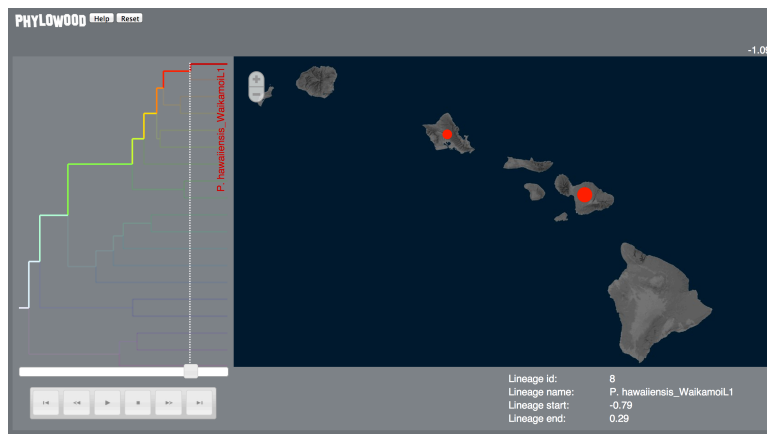 PHYLOWOOD Help Reset
-1.09
P. hawaiiensis_WaikamoiL1
Lineage id: 8
Lineage name: P. hawaiiensis_WaikamoiL1
Lineage start: -0.79
Lineage end: 0.29